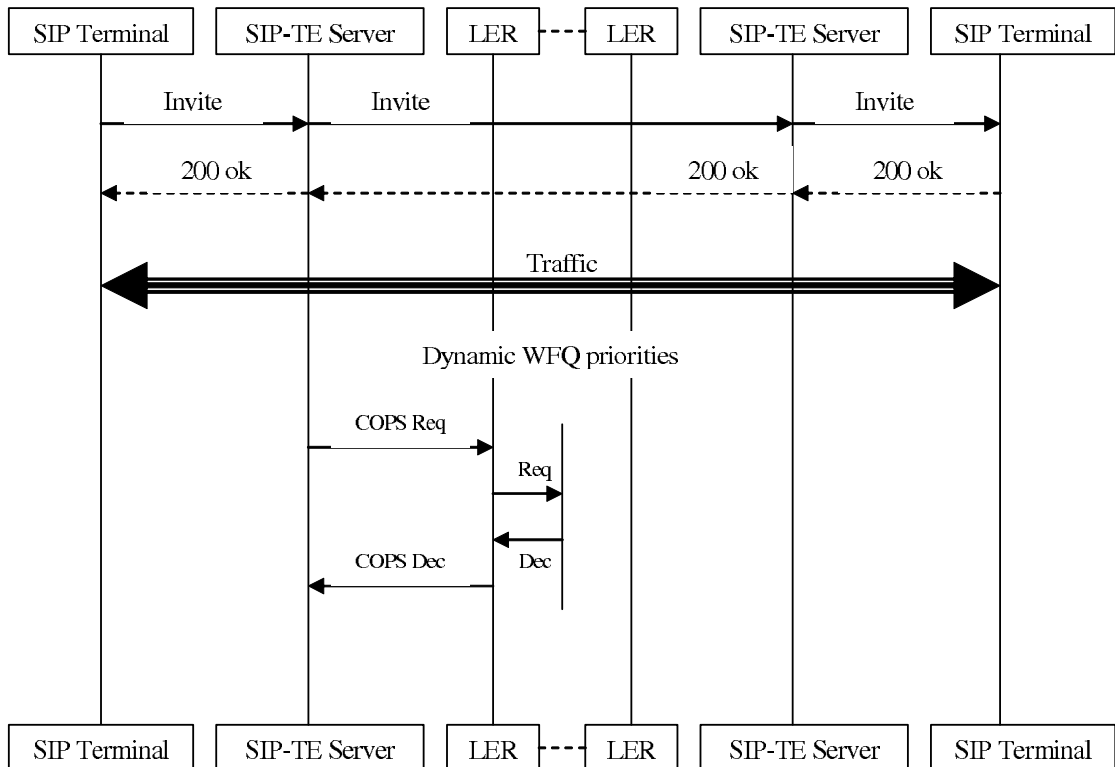 SIP Terminal
SIP-TE Server
LER
LER
SIP-TE Server
SIP Terminal
Invite
Invite
Invite
200 ok
200 ok
200 ok
Traffic
Dynamic WFQ priorities
COPS Req
Req
COPS Dec
Dec
SIP Terminal
SIP-TE Server
LER
LER
SIP-TE Server
SIP Terminal